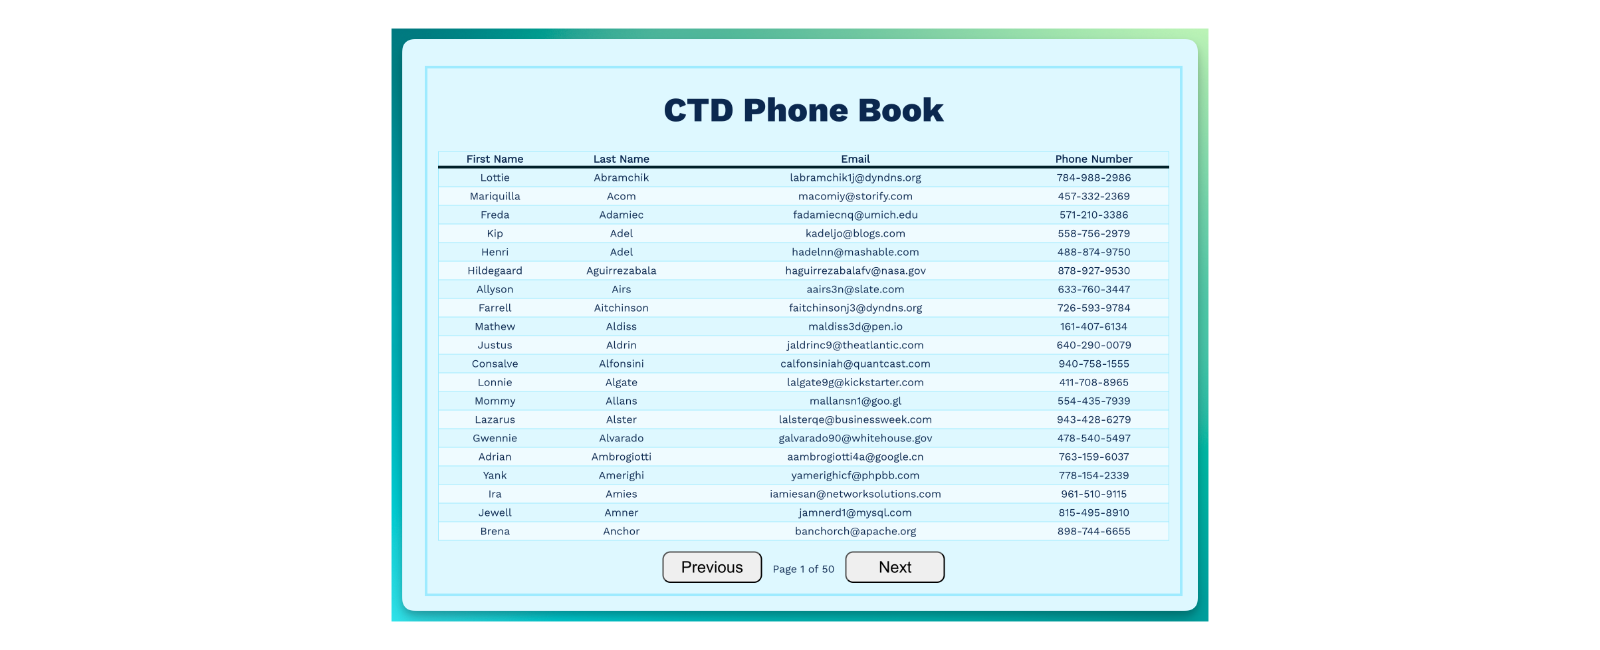 CTD Phone Book
First Name Last Name Email Phone Number
Lottie Abramchik labramchik1j@dyndns.org 784-988-2986
Mariquilla Acom macomiy@storify.com 457-332-2369
Freda Adamiec fadamiecnq@umich.edu 571-210-3386
Kip Adel kadeljo@blogs.com 558-756-2979
Henri Adel hadelnn@mashable.com 488-874-9750
Hildegaard Aguirrezabala haguirrezabalafv@nasa.gov 878-927-9530
Allyson Airs aairs3n@slate.com 633-760-3447
Farrell Aitchinson faitchinsonj3@dyndns.org 726-593-9784
Mathew Aldiss maldiss3d@pen.io 161-407-6134
Justus Aldrin jaldrinc9@theatlantic.com 640-290-0079
Consalve Alfonsini calfonsiniah@quantcast.com 940-758-1555
Lonnie Algate lalgate9g@kickstarter.com 411-708-8965
Mommy Allans mallansn1@goo.gl 554-435-7939
Lazarus Alster lalsterqe@businessweek.com 943-428-6279
Gwennie Alvarado galvarado90@whitehouse.gov 478-540-5497
Adrian Ambrogiotti aambrogiotti4a@google.cn 763-159-6037
Yank Amerighi yamerighicf@phpbb.com 778-154-2339
Ira Amies iamiesan@networksolutions.com 961-510-9115
Jewell Amner jamnerd1@mysql.com 815-495-8910
Brena Anchor banchorch@apache.org 898-744-6655
Previous Page 1 of 50 Next